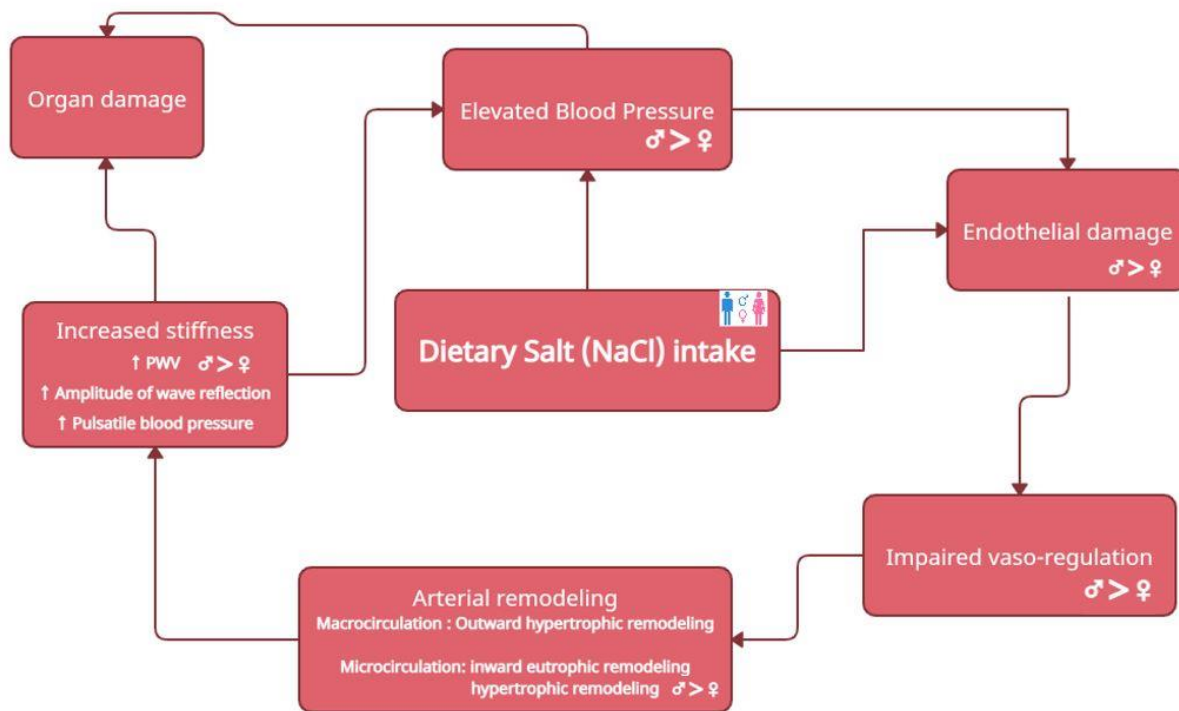 Organ damage
Elevated Blood Pressure
♂>♀
Endothelial damage
♂>♀
Dietary Salt (NaCl) intake
♂
♀
Increased stiffness
↑ PWV ♂>♀
↑ Amplitude of wave reflection
↑ Pulsatile blood pressure
Impaired vaso-regulation
♂>♀
Arterial remodeling
Macrocirculation : Outward hypertrophic remodeling
Microcirculation: inward eutrophic remodeling
hypertrophic remodeling ♂>♀